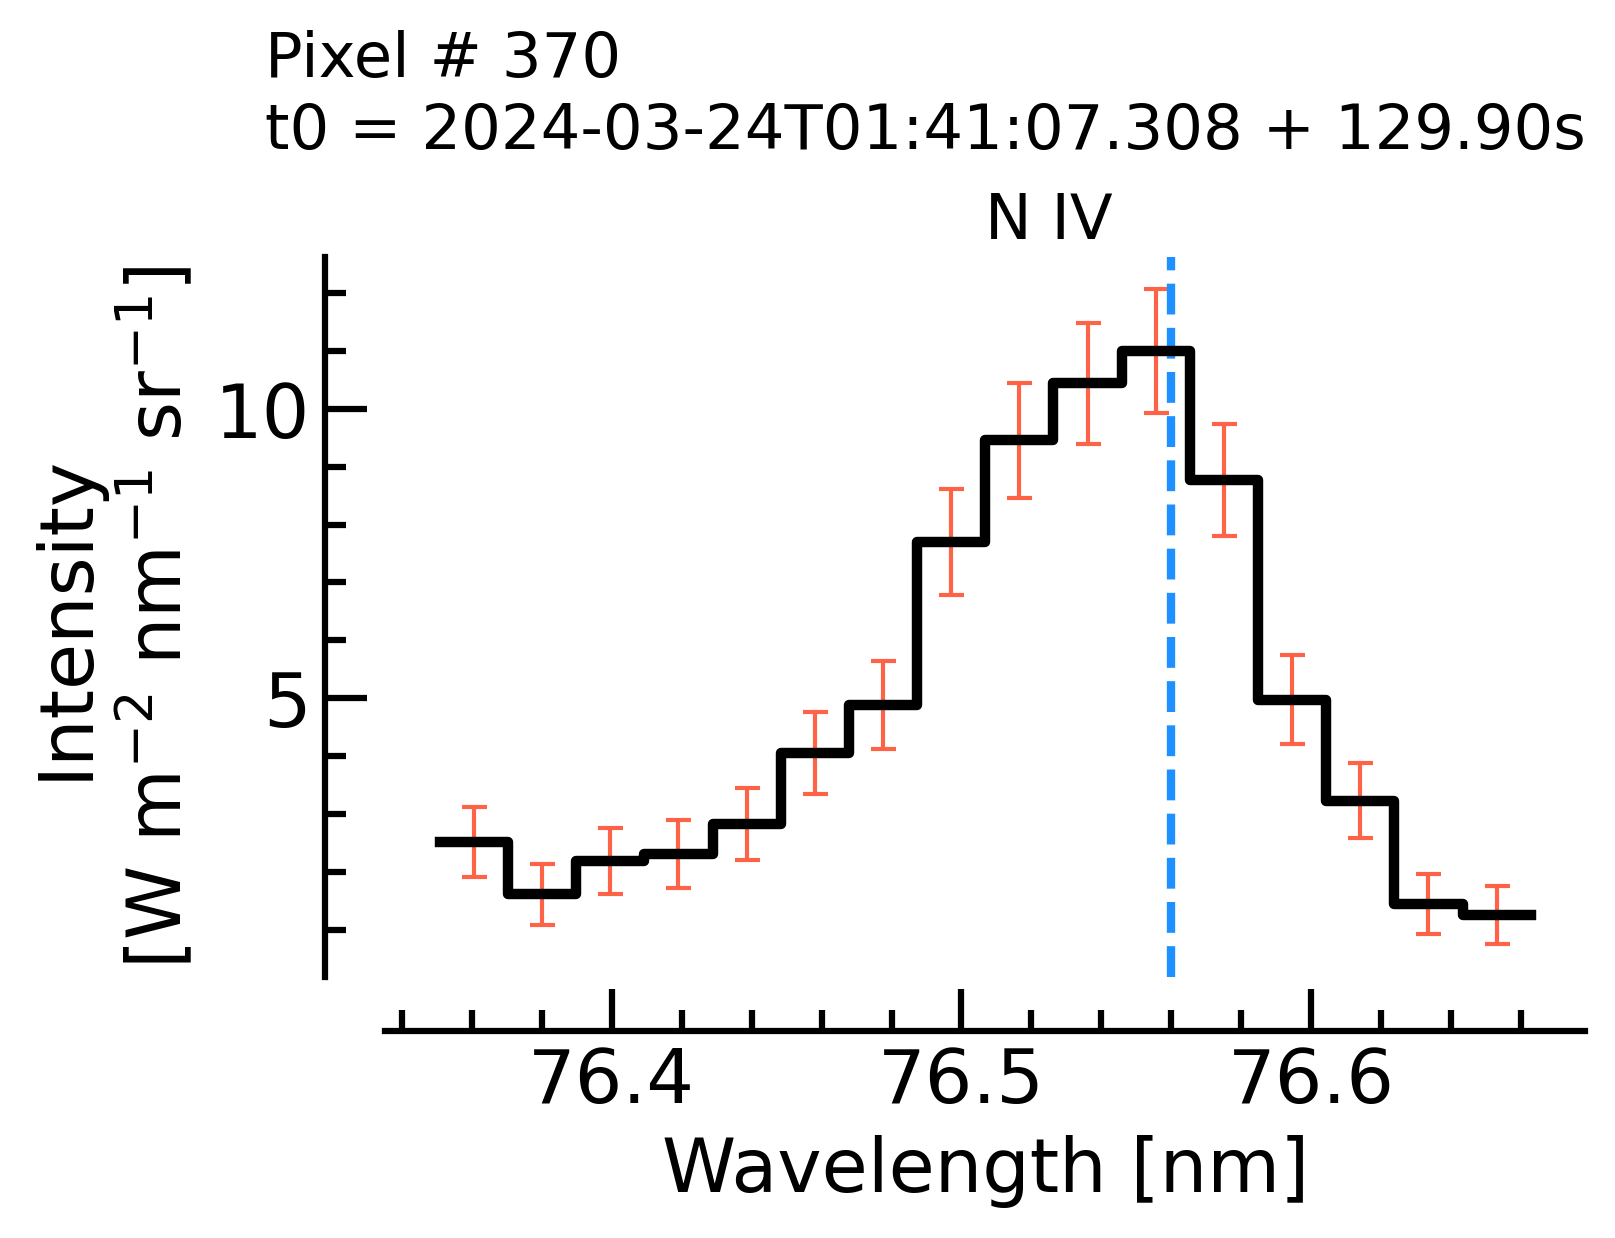 Pixel # 370
t0 = 2024-03-24T01:41:07.308 + 129.90s
N IV
Intensity
[W m⁻² nm⁻¹ sr⁻¹]
10
5
76.4 76.5 76.6
Wavelength [nm]